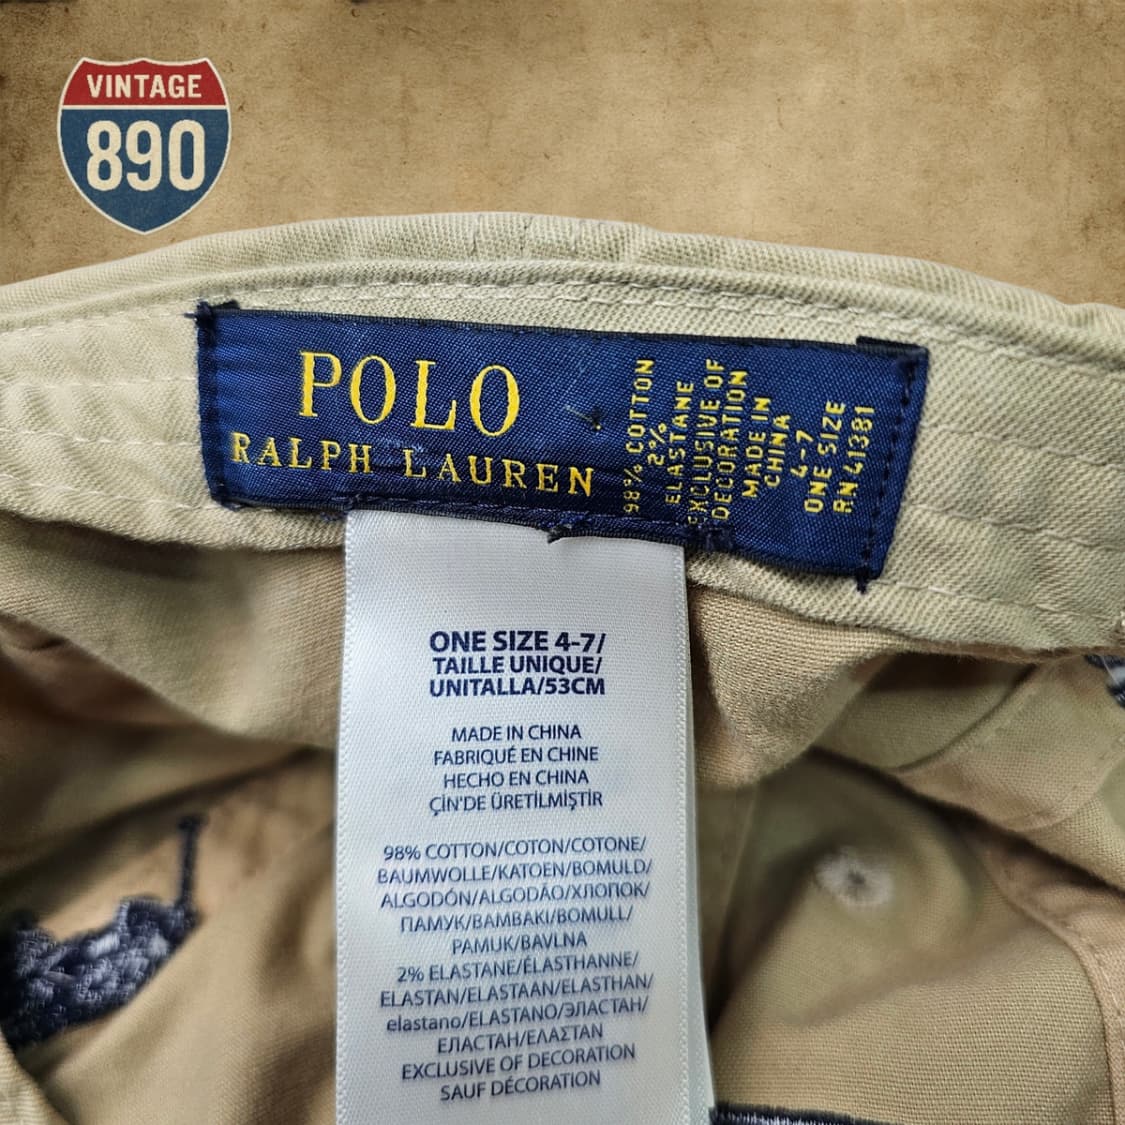 VINTAGE
890
POLO
RALPH LAUREN
98% COTTON
2%
ELASTANE
EXCLUSIVE OF
DECORATION
MADE IN
CHINA
4-7
ONE SIZE
RN 41381
ONE SIZE 4-7/
TAILLE UNIQUE/
UNITALLA/53CM
MADE IN CHINA
FABRIQUÉ EN CHINE
HECHO EN CHINA
ÇİN'DE ÜRETİLMİŞTİR
98% COTTON/COTON/COTONE/
BAUMWOLLE/KATOEN/BOMULD/
ALGODÓN/ALGODÃO/ХЛОПОК/
ПАМУК/ΒΑΜΒΑΚΙ/BOMULL/
PAMUK/BAVLNA
2% ELASTANE/ÉLASTHANNE/
ELASTAN/ELASTAAN/ELASTHAN/
elastano/ELASTANO/ЭЛАСТАН/
ЕЛАСТАН/ΕΛΑΣΤΑΝ
EXCLUSIVE OF DECORATION
SAUF DÉCORATION